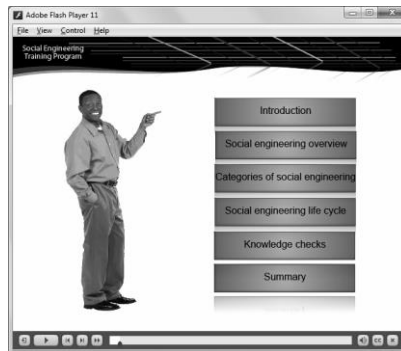 Adobe Flash Player 11
File View Control Help
Social Engineering
Training Program
Introduction
Social engineering overview
Categories of social engineering
Social engineering life cycle
Knowledge checks
Summary
CC